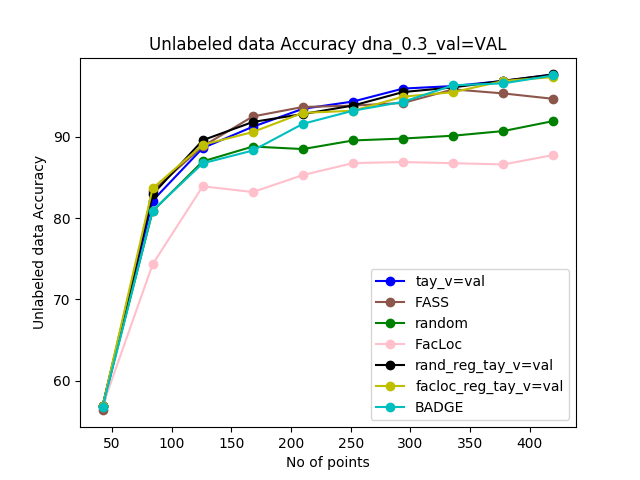 Unlabeled data Accuracy dna_0.3_val=VAL
Unlabeled data Accuracy
90
80
70
60
tay_v=val
FASS
random
FacLoc
rand_reg_tay_v=val
facloc_reg_tay_v=val
BADGE
50 100 150 200 250 300 350 400
No of points